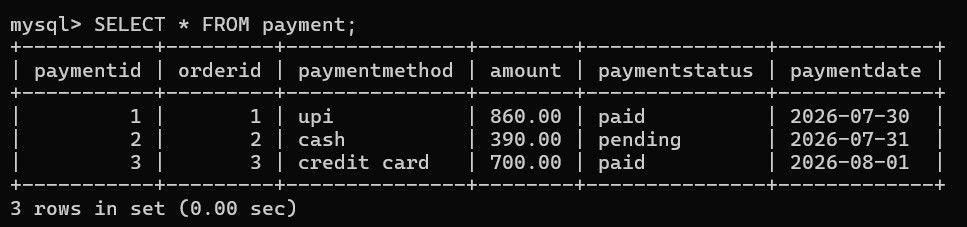 mysql> SELECT * FROM payment;
+-----------+---------+---------------+--------+---------------+-------------+
| paymentid | orderid | paymentmethod | amount | paymentstatus | paymentdate |
+-----------+---------+---------------+--------+---------------+-------------+
|         1 |       1 | upi           | 860.00 | paid          | 2026-07-30  |
|         2 |       2 | cash          | 390.00 | pending       | 2026-07-31  |
|         3 |       3 | credit card   | 700.00 | paid          | 2026-08-01  |
+-----------+---------+---------------+--------+---------------+-------------+
3 rows in set (0.00 sec)